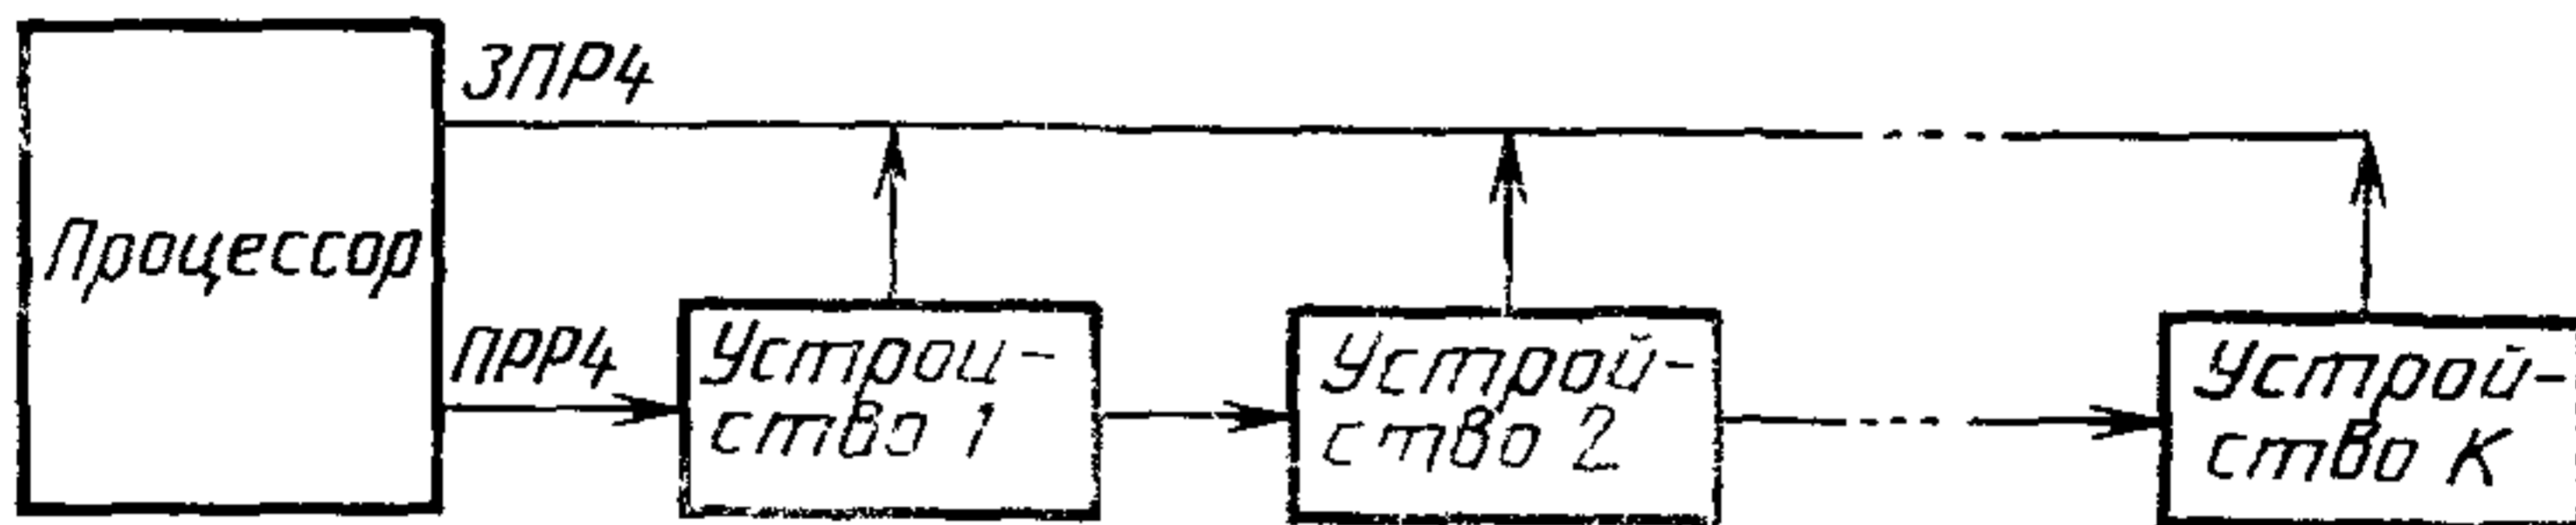 ЗПР4
Процессор
ПРР4
Устрои-
ство 1
Устрой-
ство 2
Устрой-
ство К